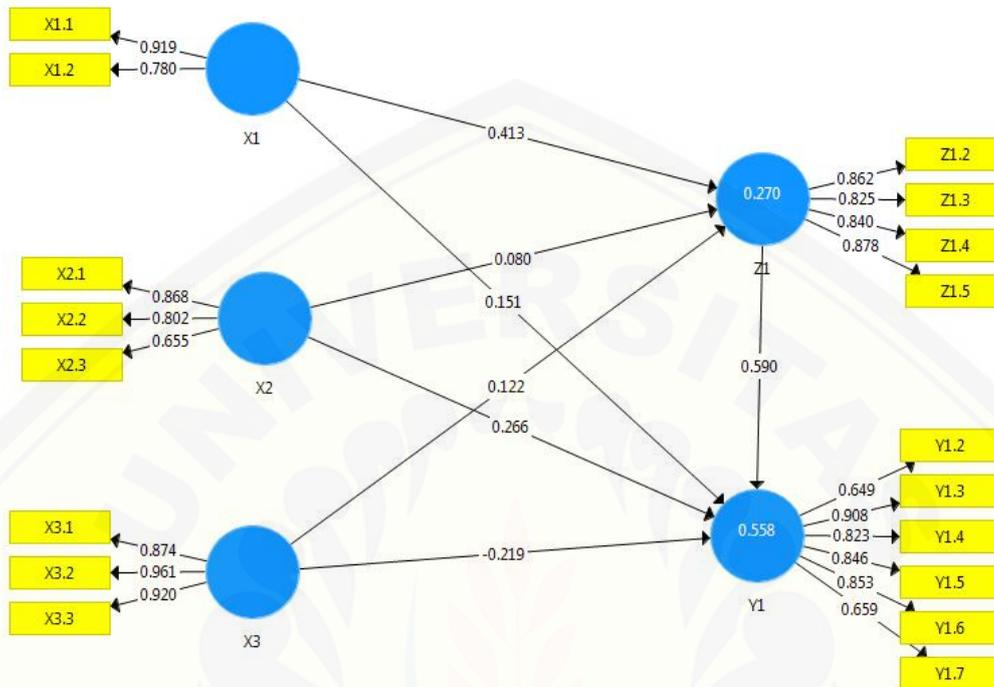 X1.1
0.919
X1.2
0.780
X1
0.413
Z1.2
0.862
Z1.3
0.825
0.270
0.840
Z1.4
0.878
Z1.5
Z1
0.080
X2.1
0.868
X2.2
0.802
X2.3
0.655
X2
0.151
0.590
0.122
0.266
Y1.2
0.649
Y1.3
0.908
0.823
Y1.4
0.558
0.846
Y1.5
0.853
Y1.6
0.659
Y1.7
Y1
-0.219
X3.1
0.874
X3.2
0.961
X3.3
0.920
X3
UNIVERSITAS